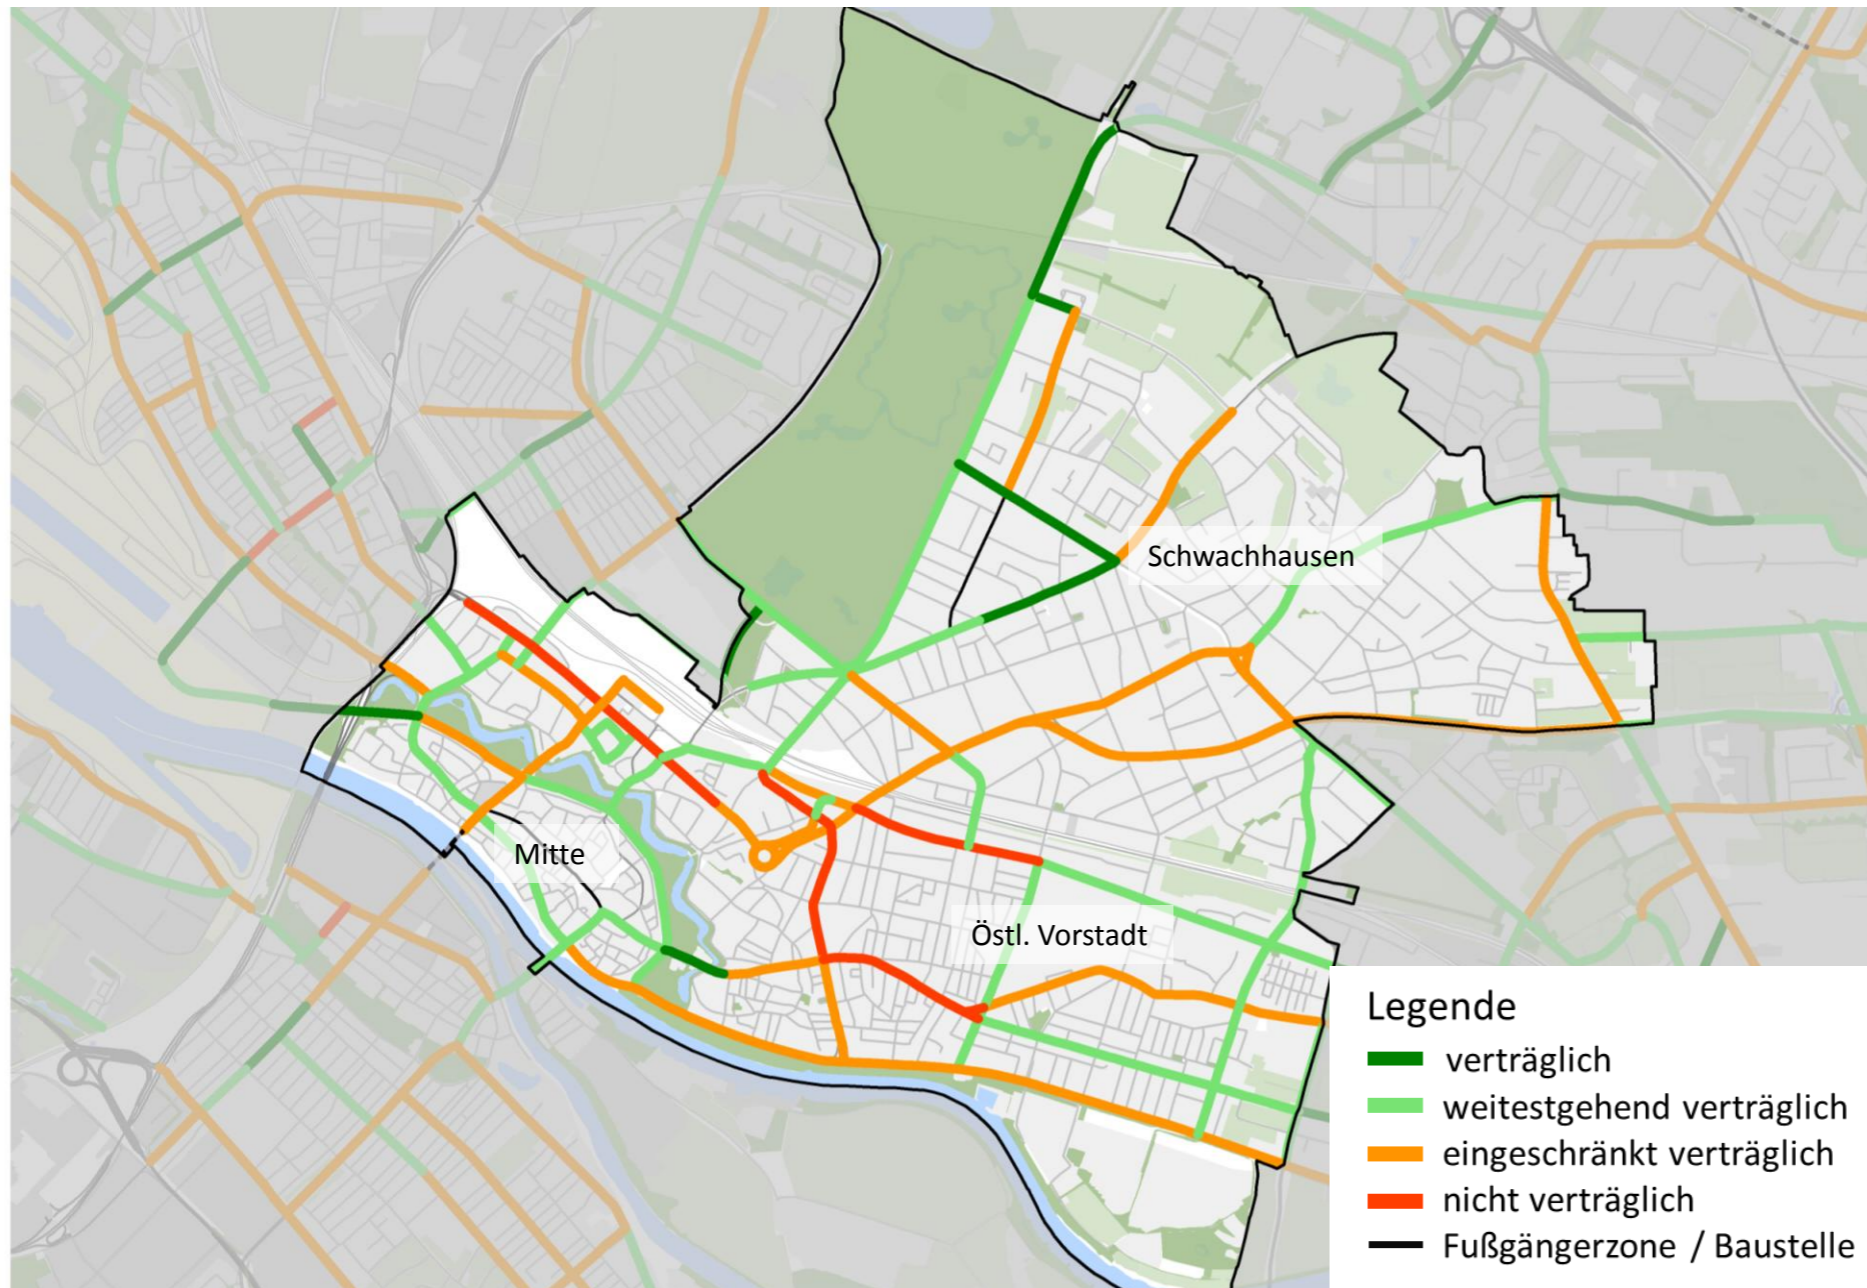 Schwachhausen
Mitte
Östl. Vorstadt
Legende
verträglich
weitestgehend verträglich
eingeschränkt verträglich
nicht verträglich
Fußgängerzone / Baustelle